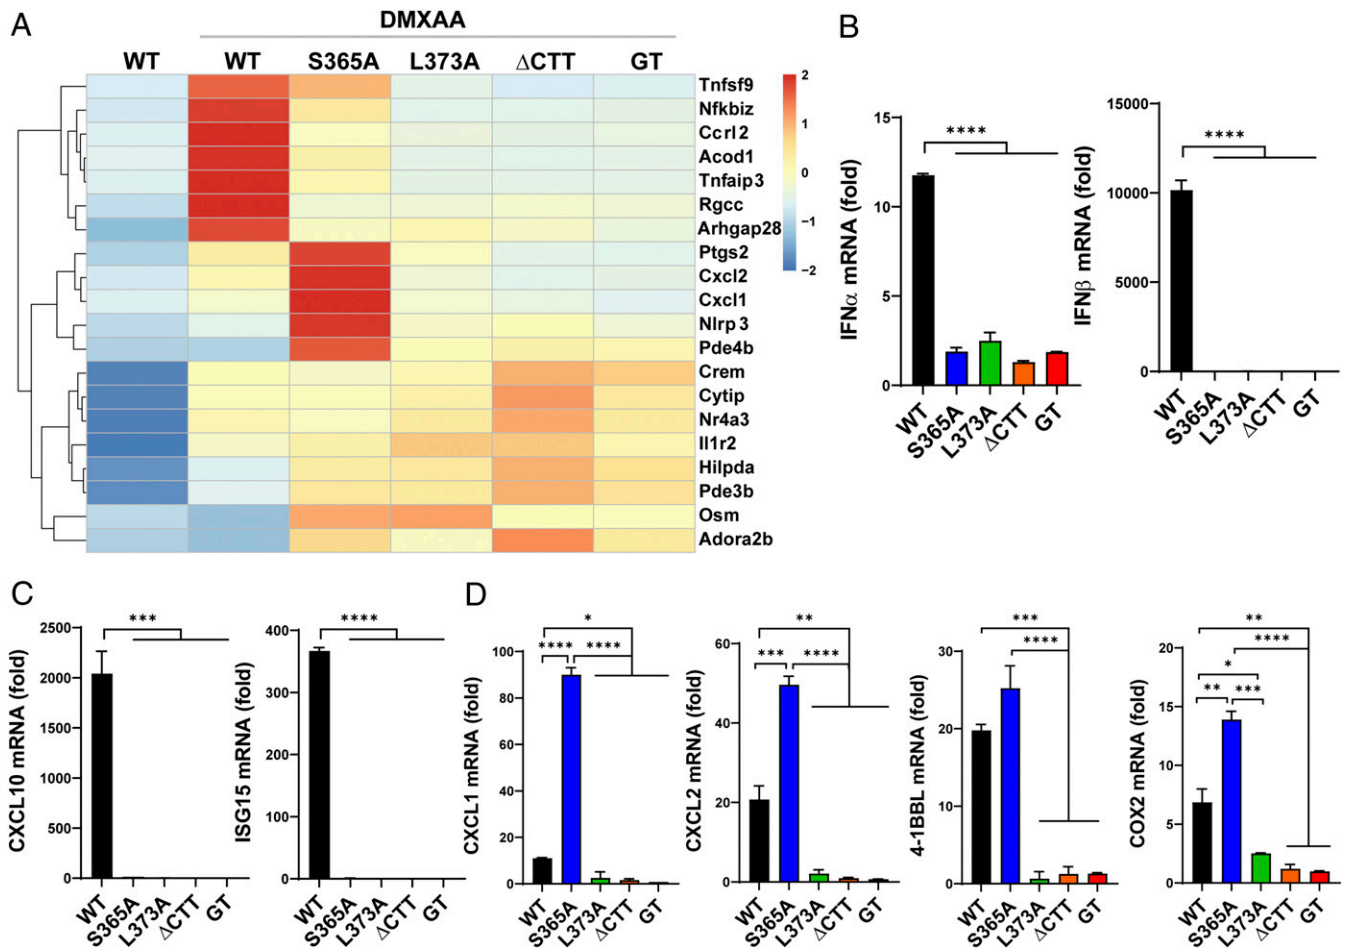 A
DMXAA
WT WT S365A L373A ΔCTT GT
Tnfsf9
Nfkbiz
Ccrl2
Acod1
Tnfaip3
Rgcc
Arhgap28
Ptgs2
Cxcl2
Cxcl1
Nlrp3
Pde4b
Crem
Cytip
Nr4a3
Il1r2
Hilpda
Pde3b
Osm
Adora2b
2
1
0
−1
−2
B
IFNα mRNA (fold)
15
10
5
0
****
WT S365A L373A ΔCTT GT
IFNβ mRNA (fold)
15000
10000
5000
0
****
WT S365A L373A ΔCTT GT
C
CXCL10 mRNA (fold)
2500
2000
1500
1000
500
0
***
WT S365A L373A ΔCTT GT
ISG15 mRNA (fold)
400
300
200
100
0
****
WT S365A L373A ΔCTT GT
D
CXCL1 mRNA (fold)
100
80
60
40
20
0
*
**** ****
WT S365A L373A ΔCTT GT
CXCL2 mRNA (fold)
60
40
20
0
**
*** ****
WT S365A L373A ΔCTT GT
4-1BBL mRNA (fold)
30
20
10
0
***
****
WT S365A L373A ΔCTT GT
COX2 mRNA (fold)
20
15
10
5
0
**
****
*
** ***
WT S365A L373A ΔCTT GT